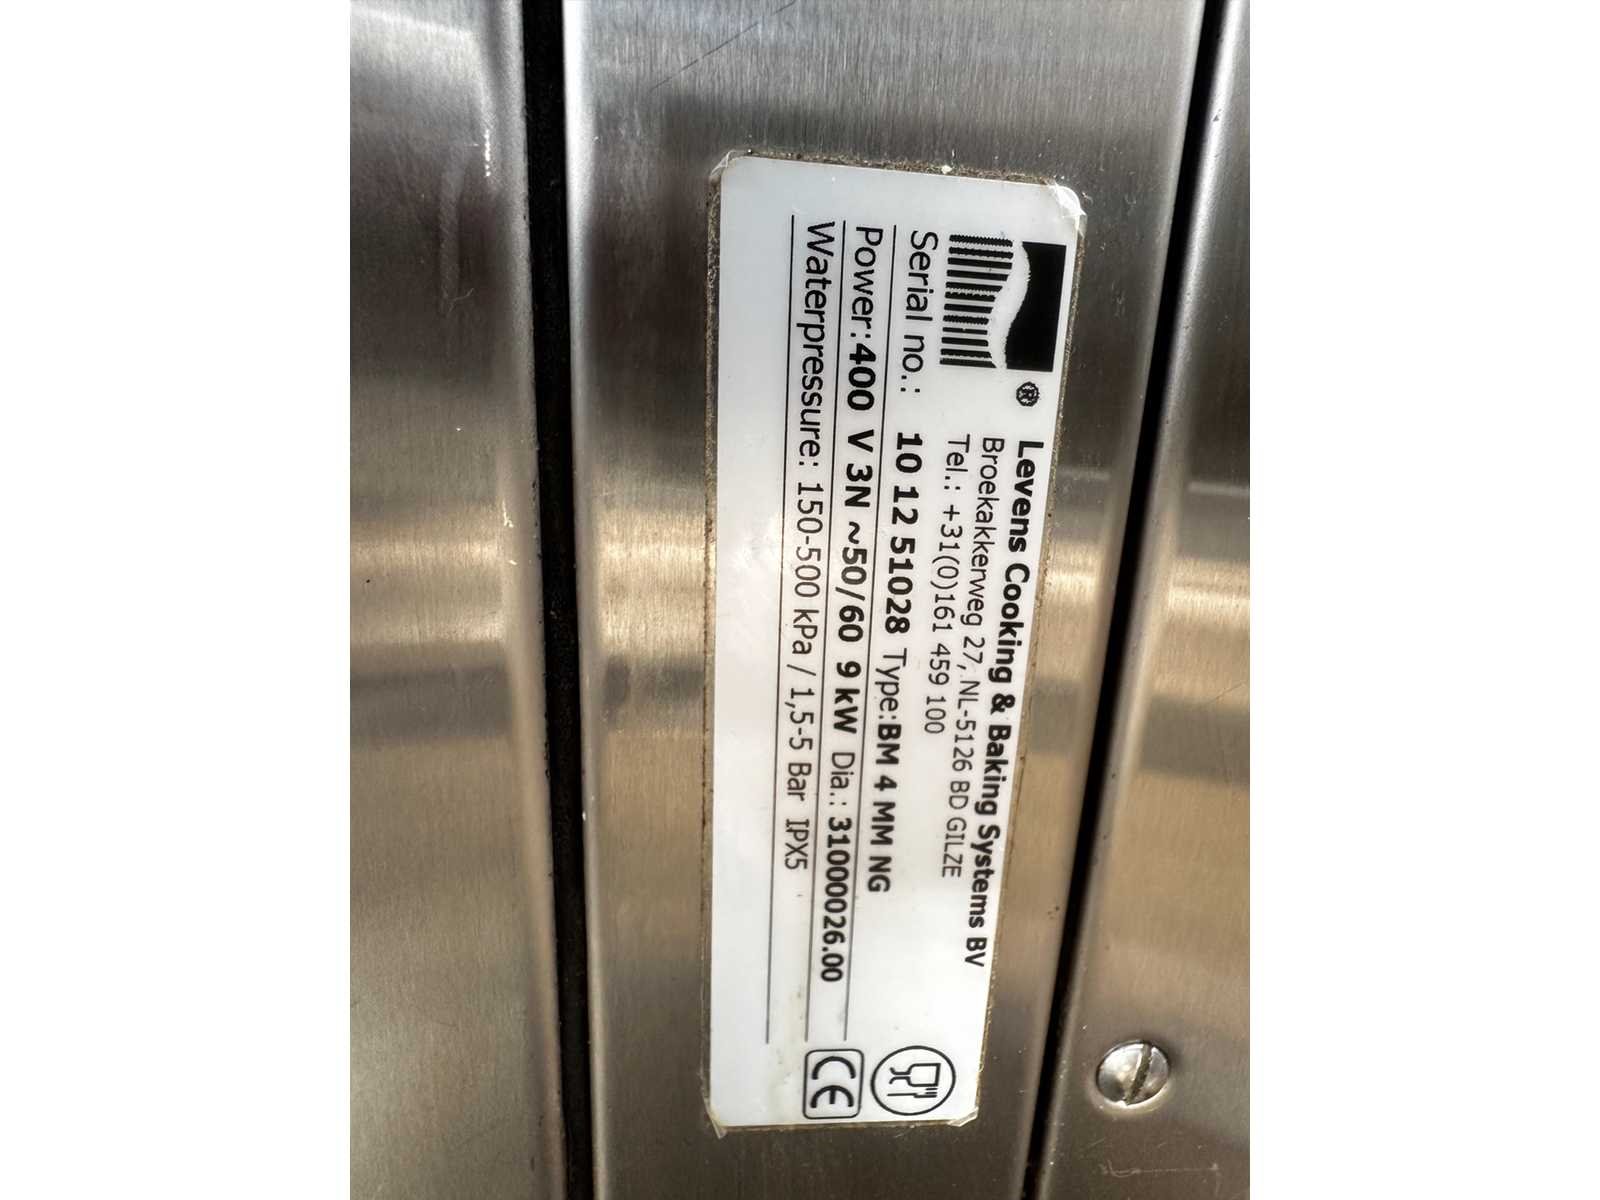 ®
Levens Cooking & Baking Systems BV
Broekakkerweg 27, NL-5126 BD GILZE
Tel.: +31(0)161 459 100
Serial no.: 10 12 51028 Type:BM 4 MM NG
Power:400 V 3N ~50/60 9 kW Dia.: 31000026.00
Waterpressure: 150-500 kPa / 1,5-5 Bar IPX5
CE